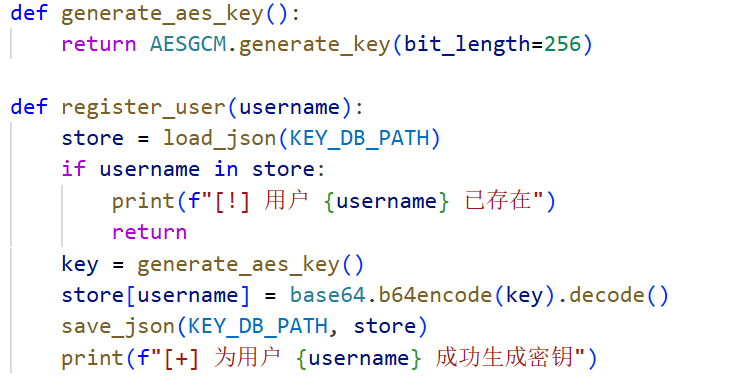 def generate_aes_key():
    return AESGCM.generate_key(bit_length=256)

def register_user(username):
    store = load_json(KEY_DB_PATH)
    if username in store:
        print(f"[!] 用户 {username} 已存在")
        return
    key = generate_aes_key()
    store[username] = base64.b64encode(key).decode()
    save_json(KEY_DB_PATH, store)
    print(f"[+] 为用户 {username} 成功生成密钥")